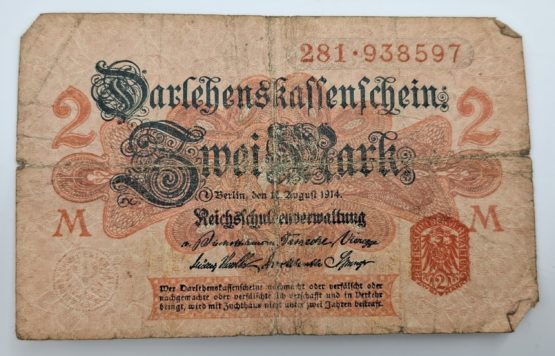 281·938597
Darlehenskassenschein
2 2
Zwei Mark
Berlin, den 12. August 1914.
M Reichsschuldenverwaltung M
Wer Darlehenskassenscheine nachmacht oder verfälscht oder
nachgemachte oder verfälschte sich verschafft und in Verkehr
bringt, wird mit Zuchthaus nicht unter zwei Jahren bestraft.